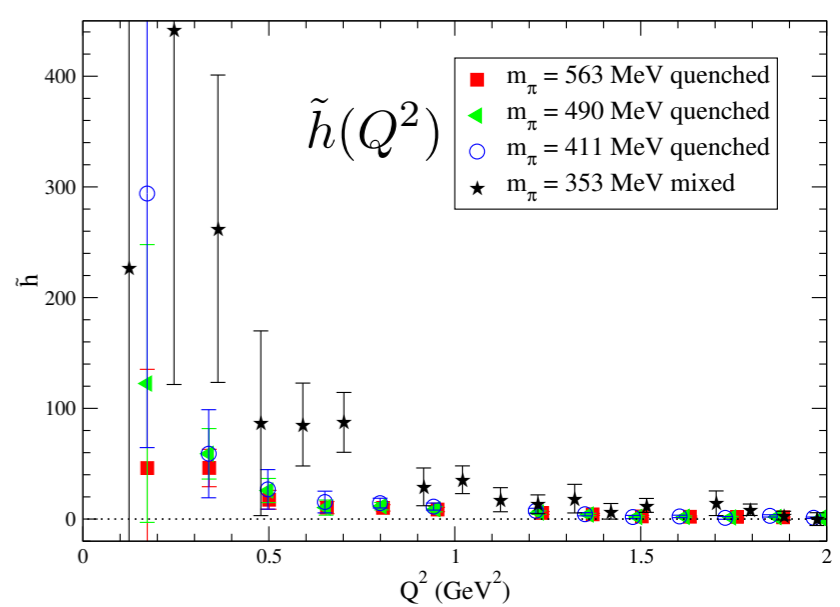 400
300
200
100
0
h̃
h̃(Q²)
m_π = 563 MeV quenched
m_π = 490 MeV quenched
m_π = 411 MeV quenched
m_π = 353 MeV mixed
0 0.5 1 1.5 2
Q² (GeV²)